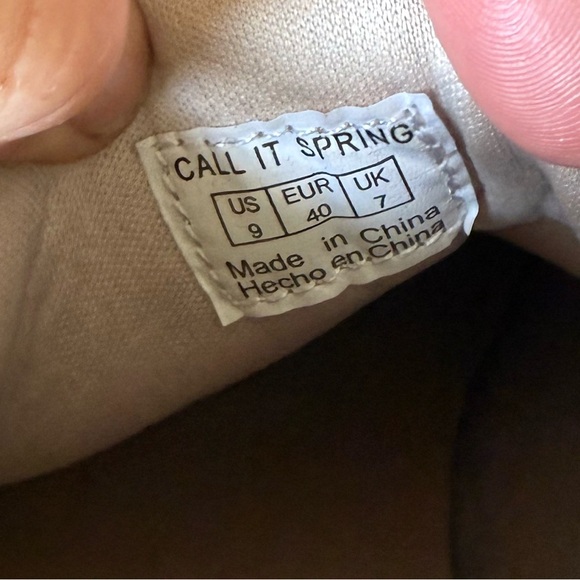 CALL IT SPRING
US EUR UK
9 40 7
Made in China
Hecho en China